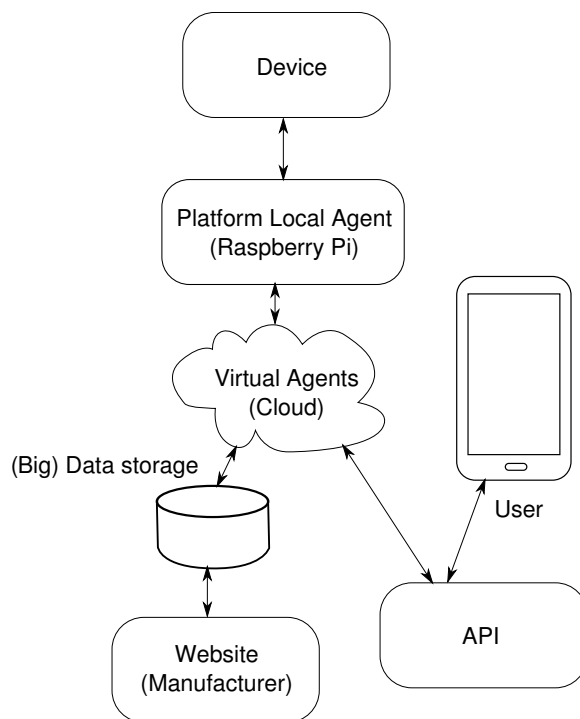 Device
Platform Local Agent
(Raspberry Pi)
Virtual Agents
(Cloud)
(Big) Data storage
User
Website
(Manufacturer)
API